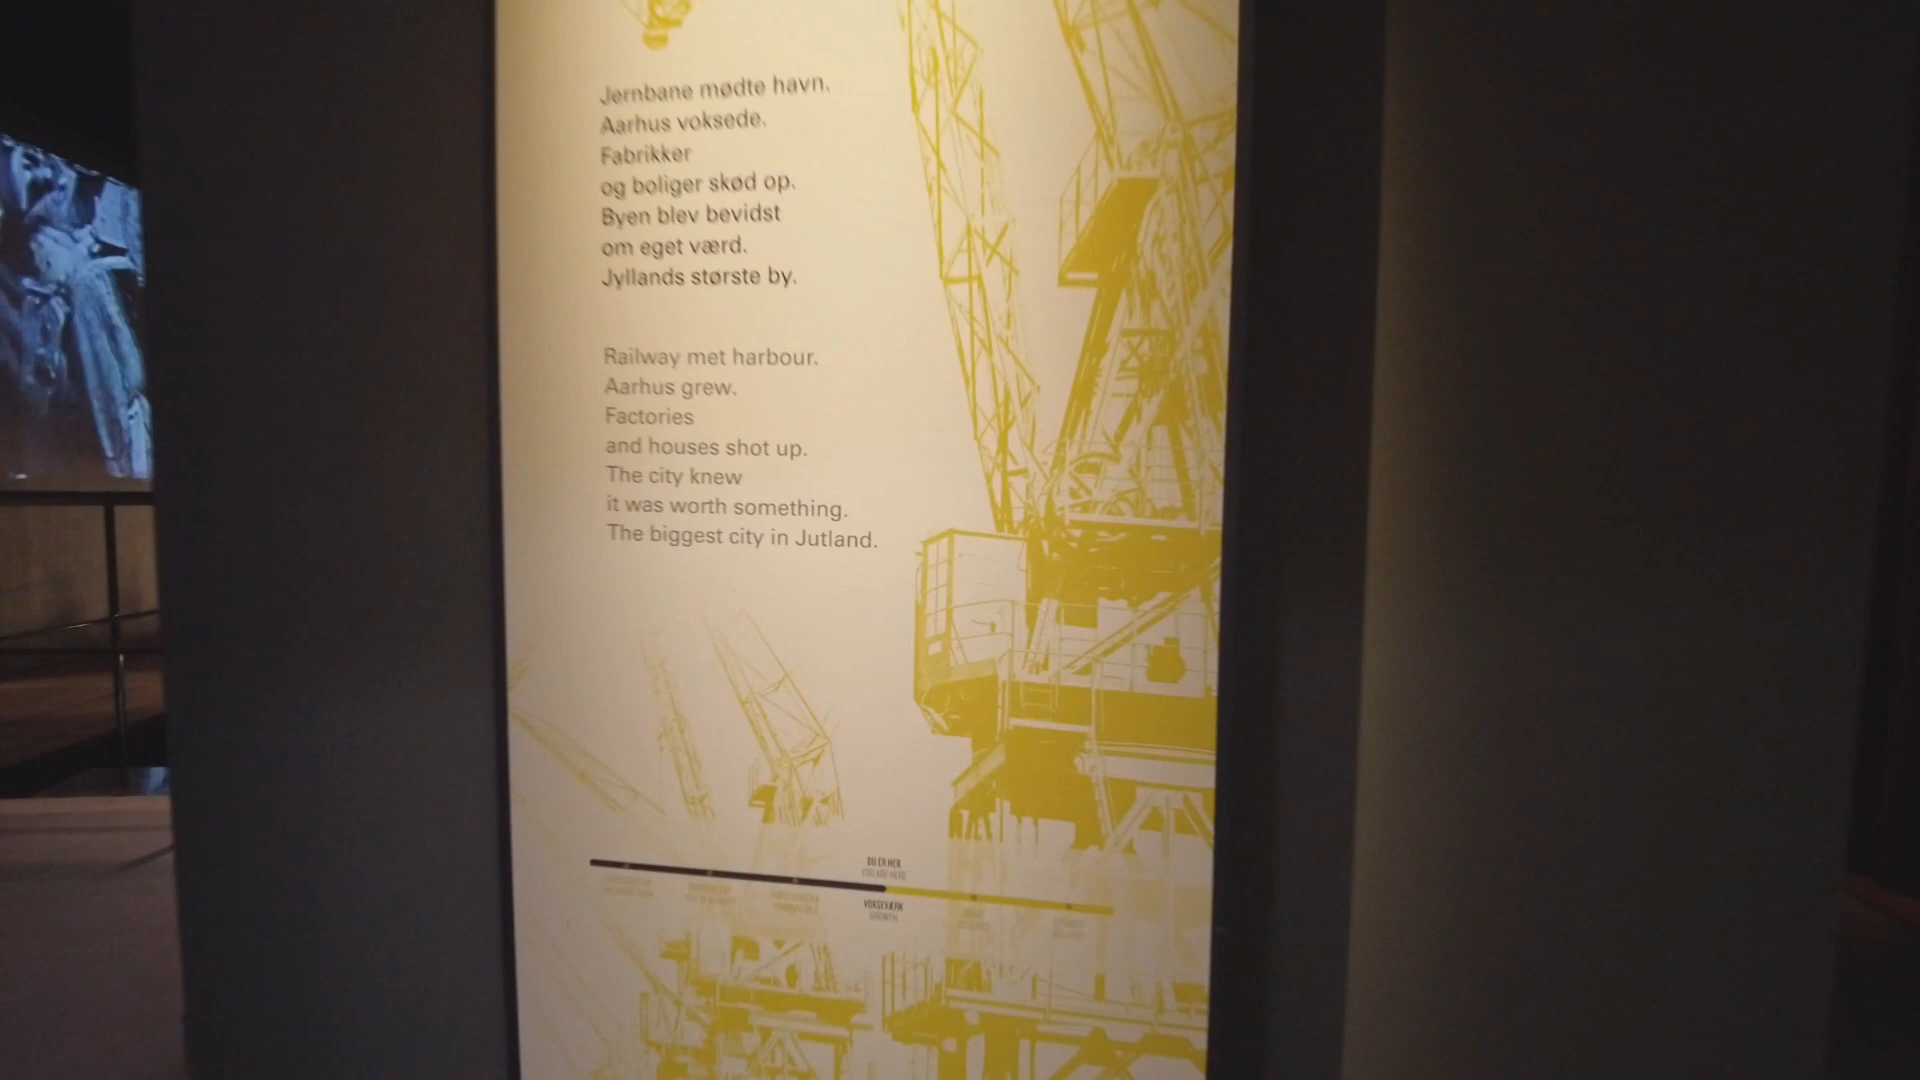 Jernbane mødte havn.
Aarhus voksede.
Fabrikker
og boliger skød op.
Byen blev bevidst
om eget værd.
Jyllands største by.
Railway met harbour.
Aarhus grew.
Factories
and houses shot up.
The city knew
it was worth something.
The biggest city in Jutland.
DU ER HER
YOU ARE HERE
VOKSEVÆRK
GROWTH